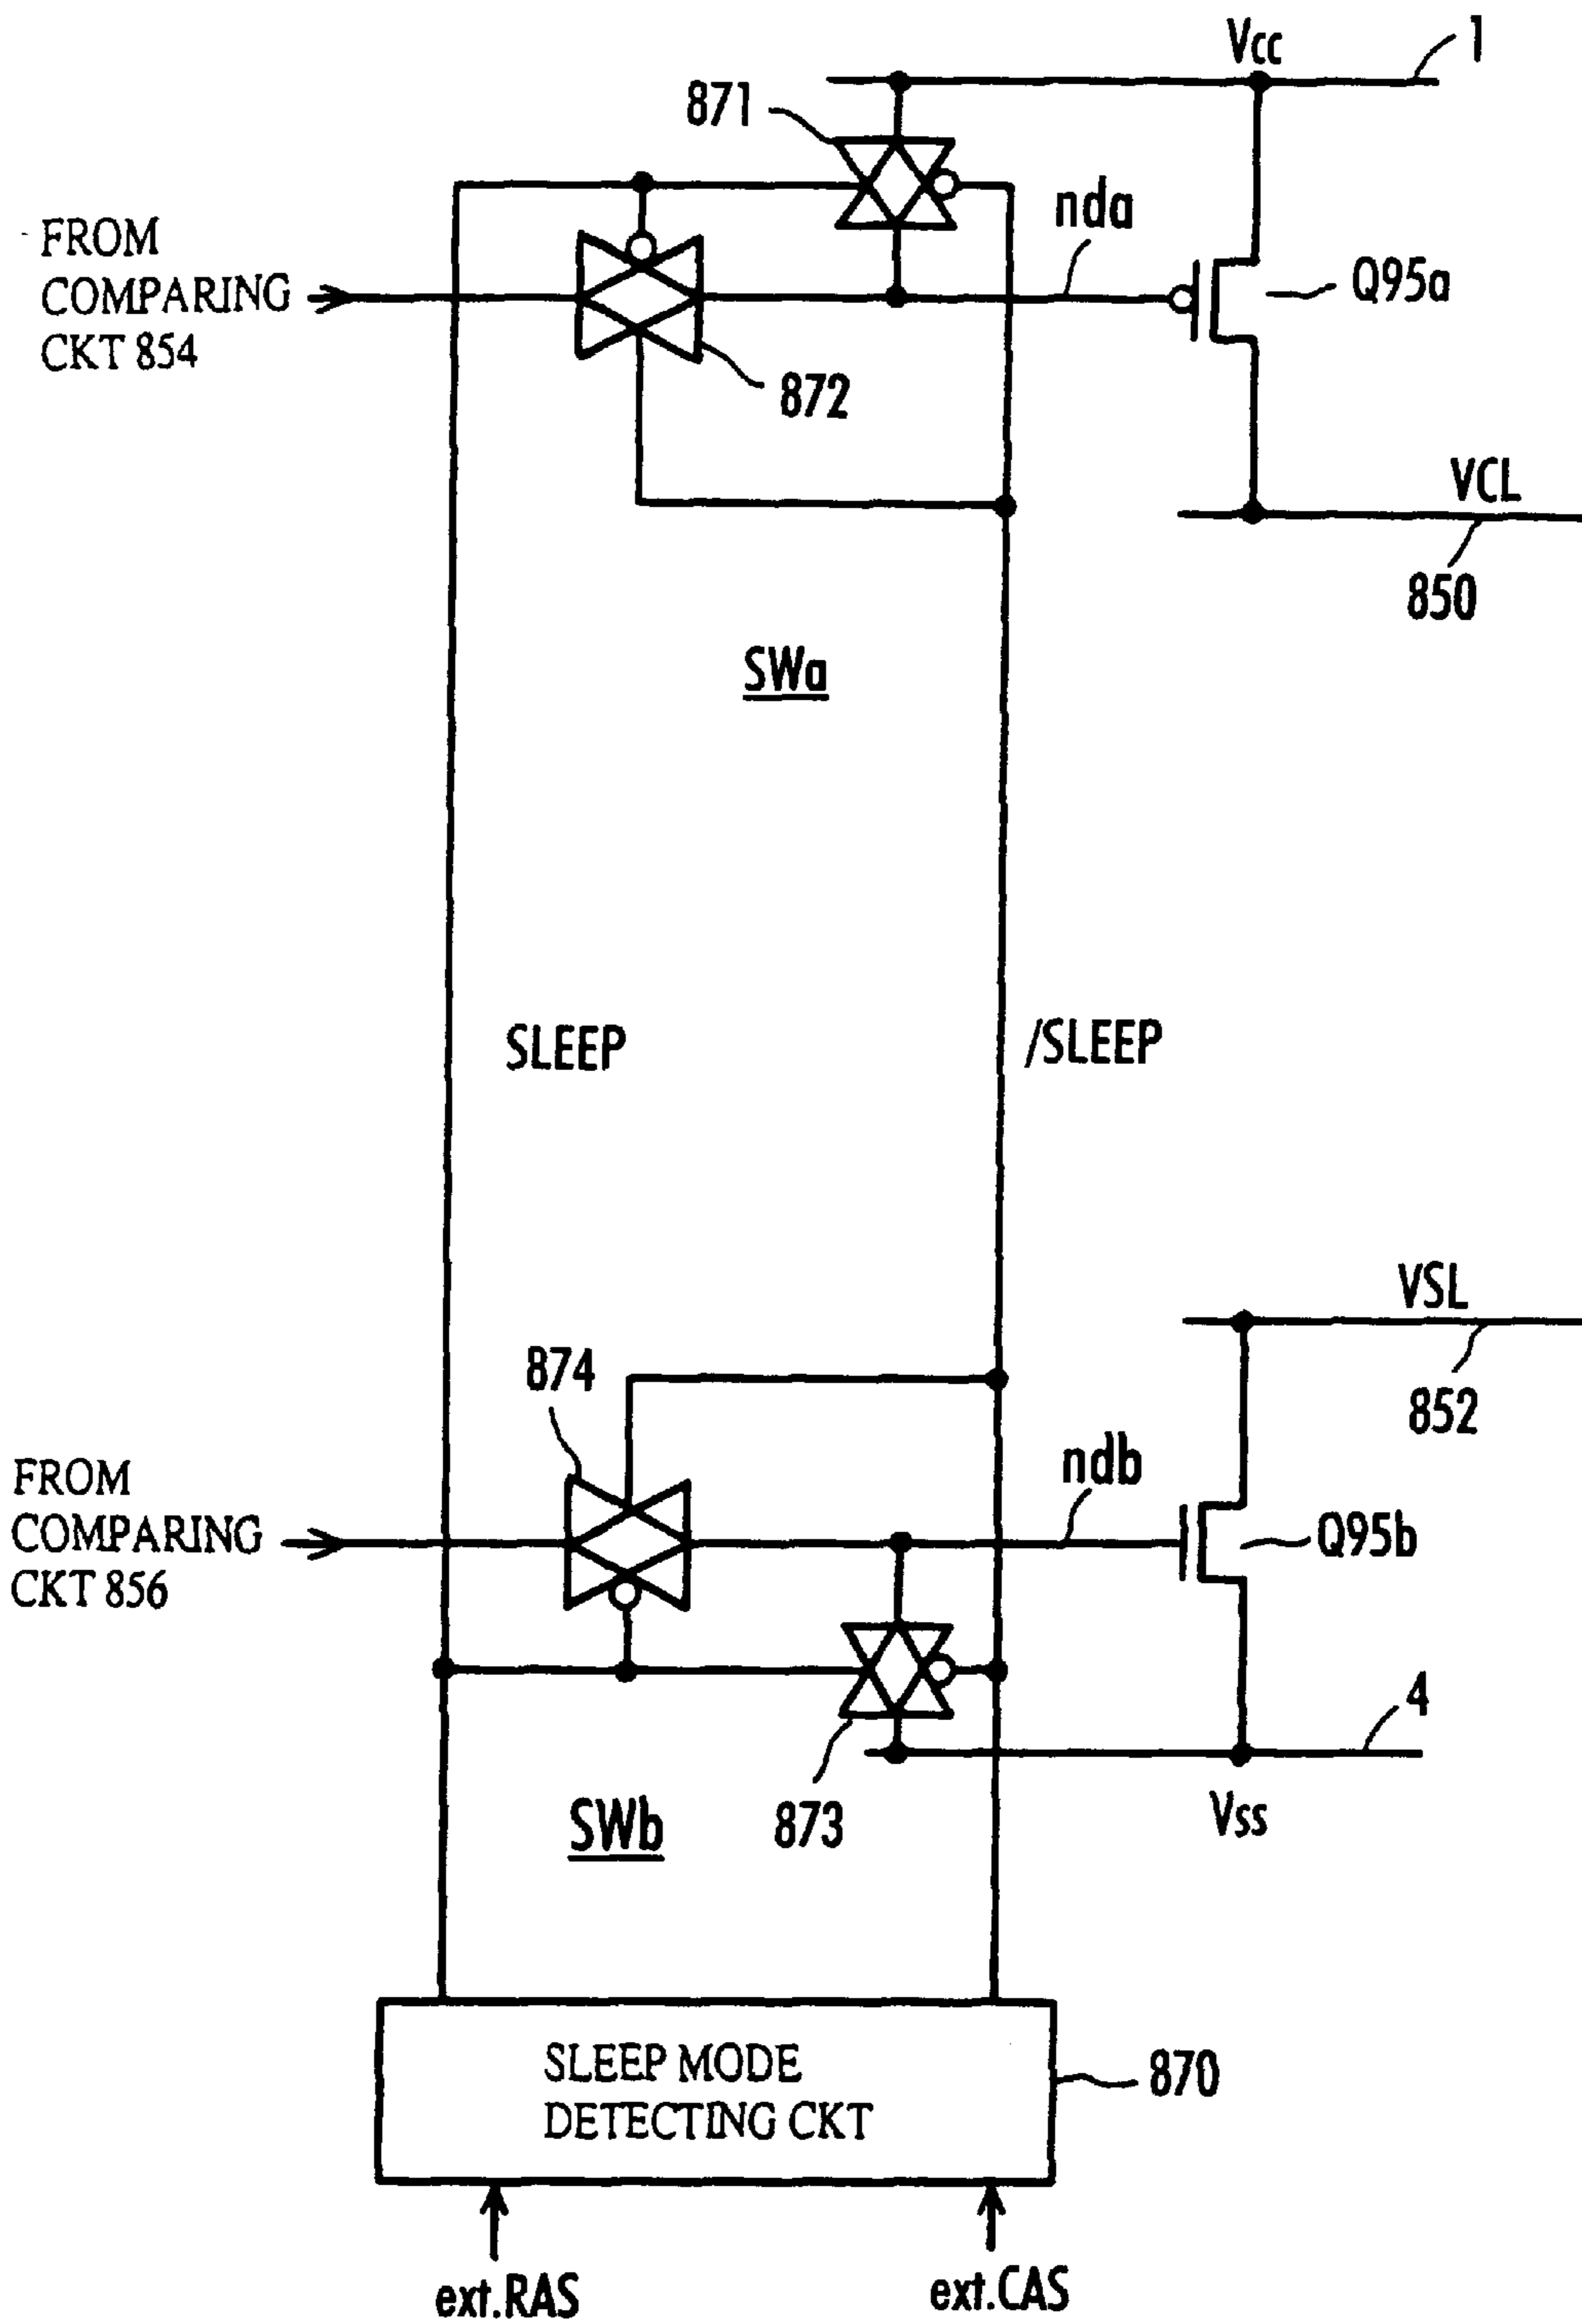 Vcc
1
871
nda
FROM
COMPARING
CKT 854
Q95a
872
VCL
850
SWa
SLEEP
/SLEEP
VSL
874
852
ndb
FROM
COMPARING
CKT 856
Q95b
4
873
SWb
Vss
SLEEP MODE
DETECTING CKT
870
ext.RAS
ext.CAS